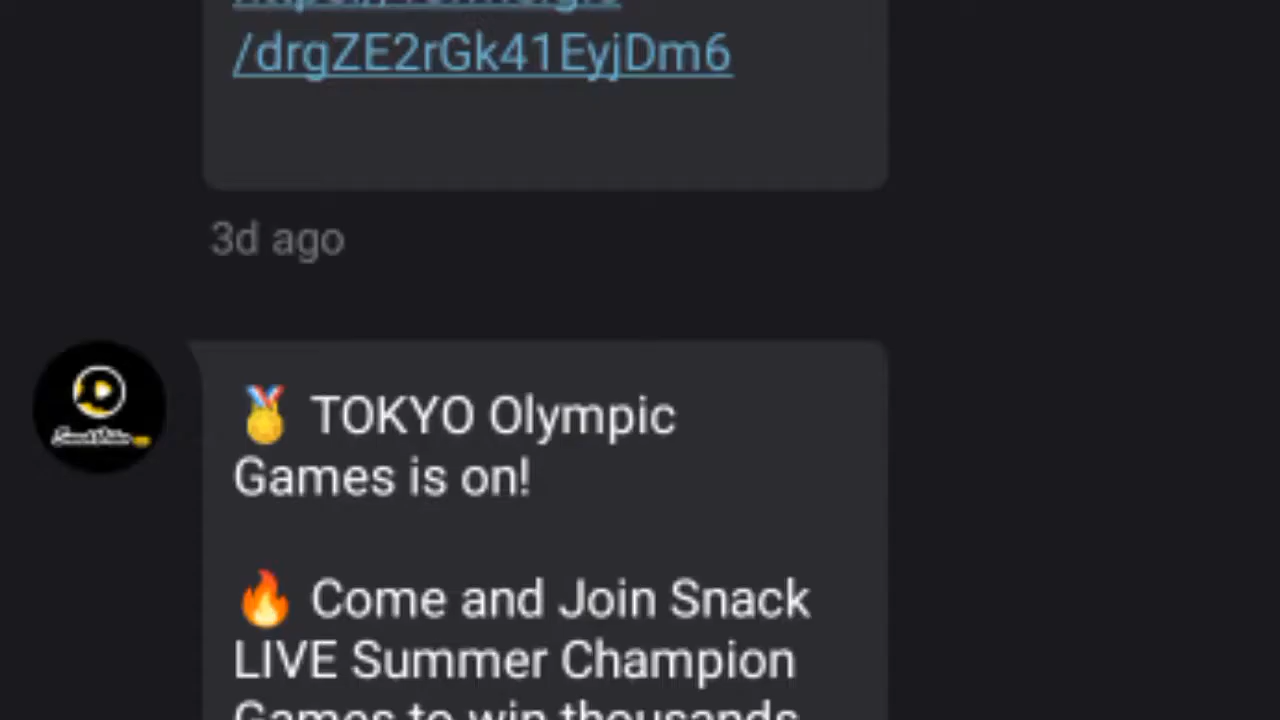 /drgZE2rGk41EyjDm6
3d ago
🏅 TOKYO Olympic
Games is on!
🔥 Come and Join Snack
LIVE Summer Champion
Games to win thousands